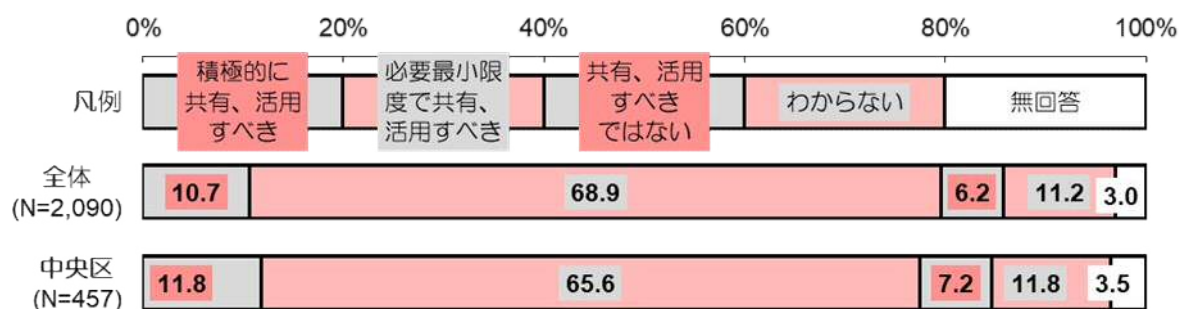 0% 20% 40% 60% 80% 100%
凡例
積極的に
共有、活用
すべき
必要最小限
度で共有、
活用すべき
共有、活用
すべき
ではない
わからない
無回答
全体
(N=2,090)
10.7 68.9 6.2 11.2 3.0
中央区
(N=457)
11.8 65.6 7.2 11.8 3.5